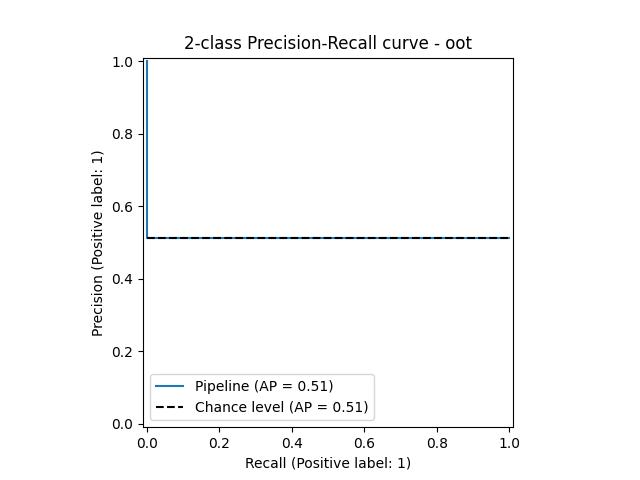 2-class Precision-Recall curve - oot
1.0
0.8
0.6
0.4
0.2
0.0
Precision (Positive label: 1)
Pipeline (AP = 0.51)
Chance level (AP = 0.51)
0.0 0.2 0.4 0.6 0.8 1.0
Recall (Positive label: 1)